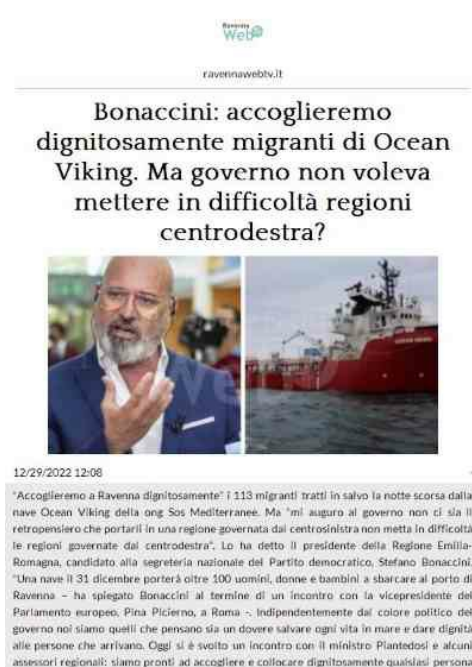 Ravenna
Web
ravennawebtv.it
Bonaccini: accoglieremo
dignitosamente migranti di Ocean
Viking. Ma governo non voleva
mettere in difficoltà regioni
centrodestra?
12/29/2022 12:08
"Accoglieremo a Ravenna dignitosamente" i 113 migranti tratti in salvo la notte scorsa dalla
nave Ocean Viking della ong Sos Mediterranee. Ma "mi auguro al governo non ci sia il
retropensiero che portarli in una regione governata dal centrosinistra non metta in difficoltà
le regioni governate dal centrodestra". Lo ha detto il presidente della Regione Emilia-
Romagna, candidato alla segreteria nazionale del Partito democratico, Stefano Bonaccini.
"Una nave il 31 dicembre porterà oltre 100 uomini, donne e bambini a sbarcare al porto di
Ravenna – ha spiegato Bonaccini al termine di un incontro con la vicepresidente del
Parlamento europeo, Pina Picierno, a Roma -. Indipendentemente dal colore politico del
governo noi siamo quelli che pensano sia un dovere salvare ogni vita in mare e dare dignità
alle persone che arrivano. Oggi si è svolto un incontro con il ministro Piantedosi e alcuni
assessori regionali: siamo pronti ad accogliere e collocare dignitosamente qualsiasi persona